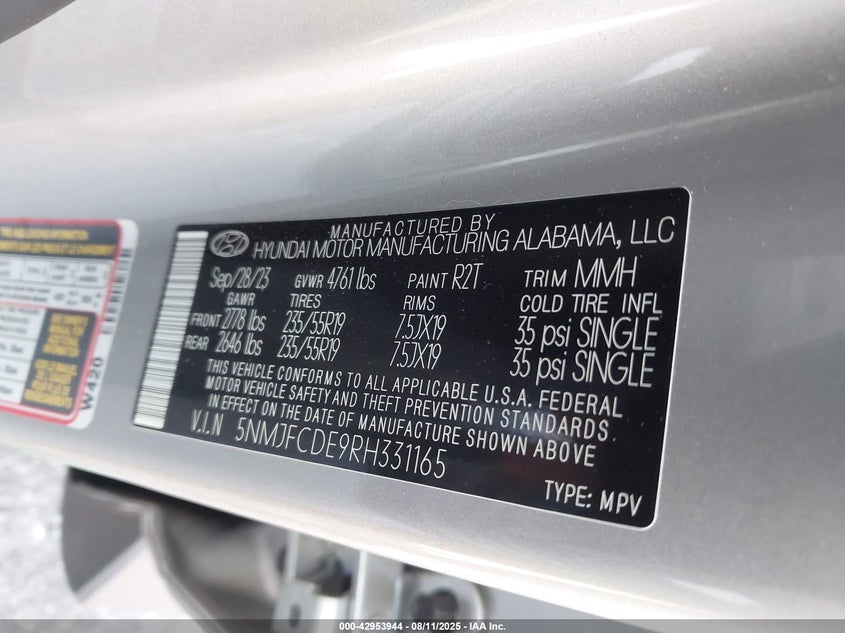 MANUFACTURED BY
HYUNDAI MOTOR MANUFACTURING ALABAMA, LLC
Sep/28/23 GVWR 4761 lbs PAINT R2T TRIM MMH
GAWR TIRES RIMS COLD TIRE INFL
FRONT 2778 lbs 235/55R19 7.5JX19 35 psi SINGLE
REAR 2646 lbs 235/55R19 7.5JX19 35 psi SINGLE
THIS VEHICLE CONFORMS TO ALL APPLICABLE U.S.A. FEDERAL
MOTOR VEHICLE SAFETY AND THEFT PREVENTION STANDARDS
IN EFFECT ON THE DATE OF MANUFACTURE SHOWN ABOVE
V.I.N 5NMJFCDE9RH331165
TYPE: MPV
W420
000-42953944 - 08/11/2025 - IAA Inc.